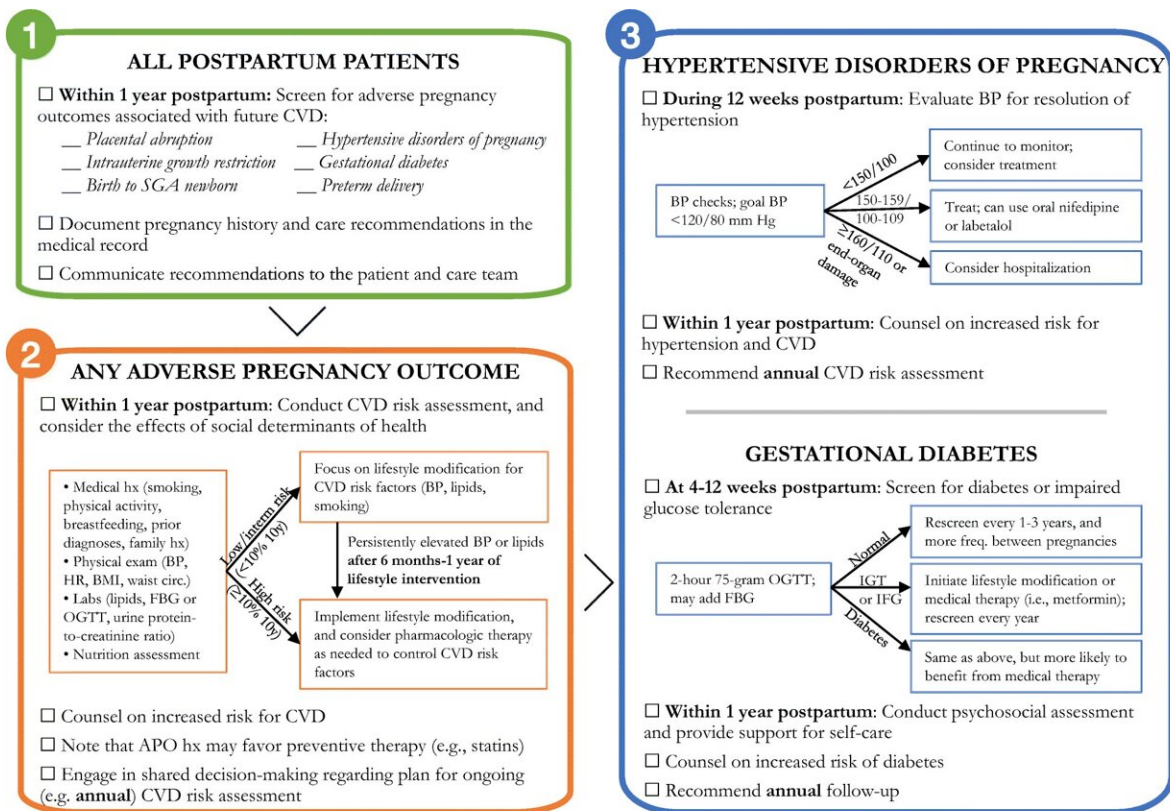 1
ALL POSTPARTUM PATIENTS
☐ Within 1 year postpartum: Screen for adverse pregnancy
outcomes associated with future CVD:
__ Placental abruption
__ Hypertensive disorders of pregnancy
__ Intrauterine growth restriction
__ Gestational diabetes
__ Birth to SGA newborn
__ Preterm delivery
☐ Document pregnancy history and care recommendations in the
medical record
☐ Communicate recommendations to the patient and care team
2
ANY ADVERSE PREGNANCY OUTCOME
☐ Within 1 year postpartum: Conduct CVD risk assessment, and
consider the effects of social determinants of health
• Medical hx (smoking,
physical activity,
breastfeeding, prior
diagnoses, family hx)
• Physical exam (BP,
HR, BMI, waist circ.)
• Labs (lipids, FBG or
OGTT, urine protein-
to-creatinine ratio)
• Nutrition assessment
Low/interm risk
(<10% 10y)
High risk
(≥10% 10y)
Focus on lifestyle modification for
CVD risk factors (BP, lipids,
smoking)
Persistently elevated BP or lipids
after 6 months-1 year of
lifestyle intervention
Implement lifestyle modification,
and consider pharmacologic therapy
as needed to control CVD risk
factors
☐ Counsel on increased risk for CVD
☐ Note that APO hx may favor preventive therapy (e.g., statins)
☐ Engage in shared decision-making regarding plan for ongoing
(e.g. annual) CVD risk assessment
3
HYPERTENSIVE DISORDERS OF PREGNANCY
☐ During 12 weeks postpartum: Evaluate BP for resolution of
hypertension
BP checks; goal BP
<120/80 mm Hg
<150/100
150-159/
100-109
≥160/110 or
end-organ
damage
Continue to monitor;
consider treatment
Treat; can use oral nifedipine
or labetalol
Consider hospitalization
☐ Within 1 year postpartum: Counsel on increased risk for
hypertension and CVD
☐ Recommend annual CVD risk assessment
GESTATIONAL DIABETES
☐ At 4-12 weeks postpartum: Screen for diabetes or impaired
glucose tolerance
2-hour 75-gram OGTT;
may add FBG
Normal
IGT
or IFG
Diabetes
Rescreen every 1-3 years, and
more freq. between pregnancies
Initiate lifestyle modification or
medical therapy (i.e., metformin);
rescreen every year
Same as above, but more likely to
benefit from medical therapy
☐ Within 1 year postpartum: Conduct psychosocial assessment
and provide support for self-care
☐ Counsel on increased risk of diabetes
☐ Recommend annual follow-up